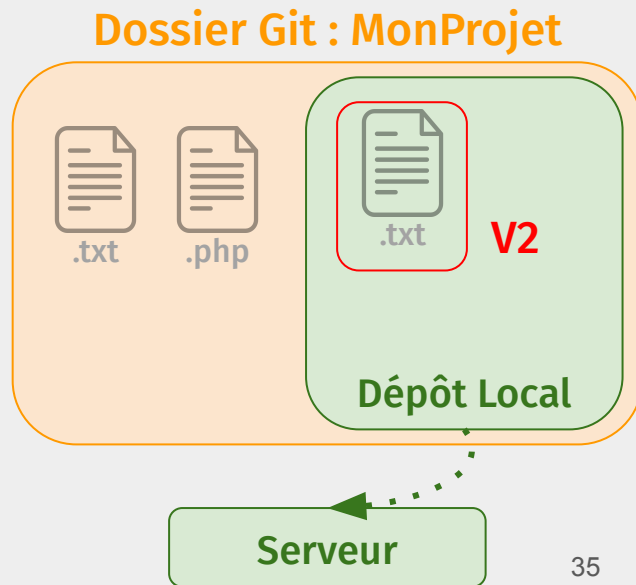 Dossier Git : MonProjet
.txt
.php
.txt
V2
Dépôt Local
Serveur
35